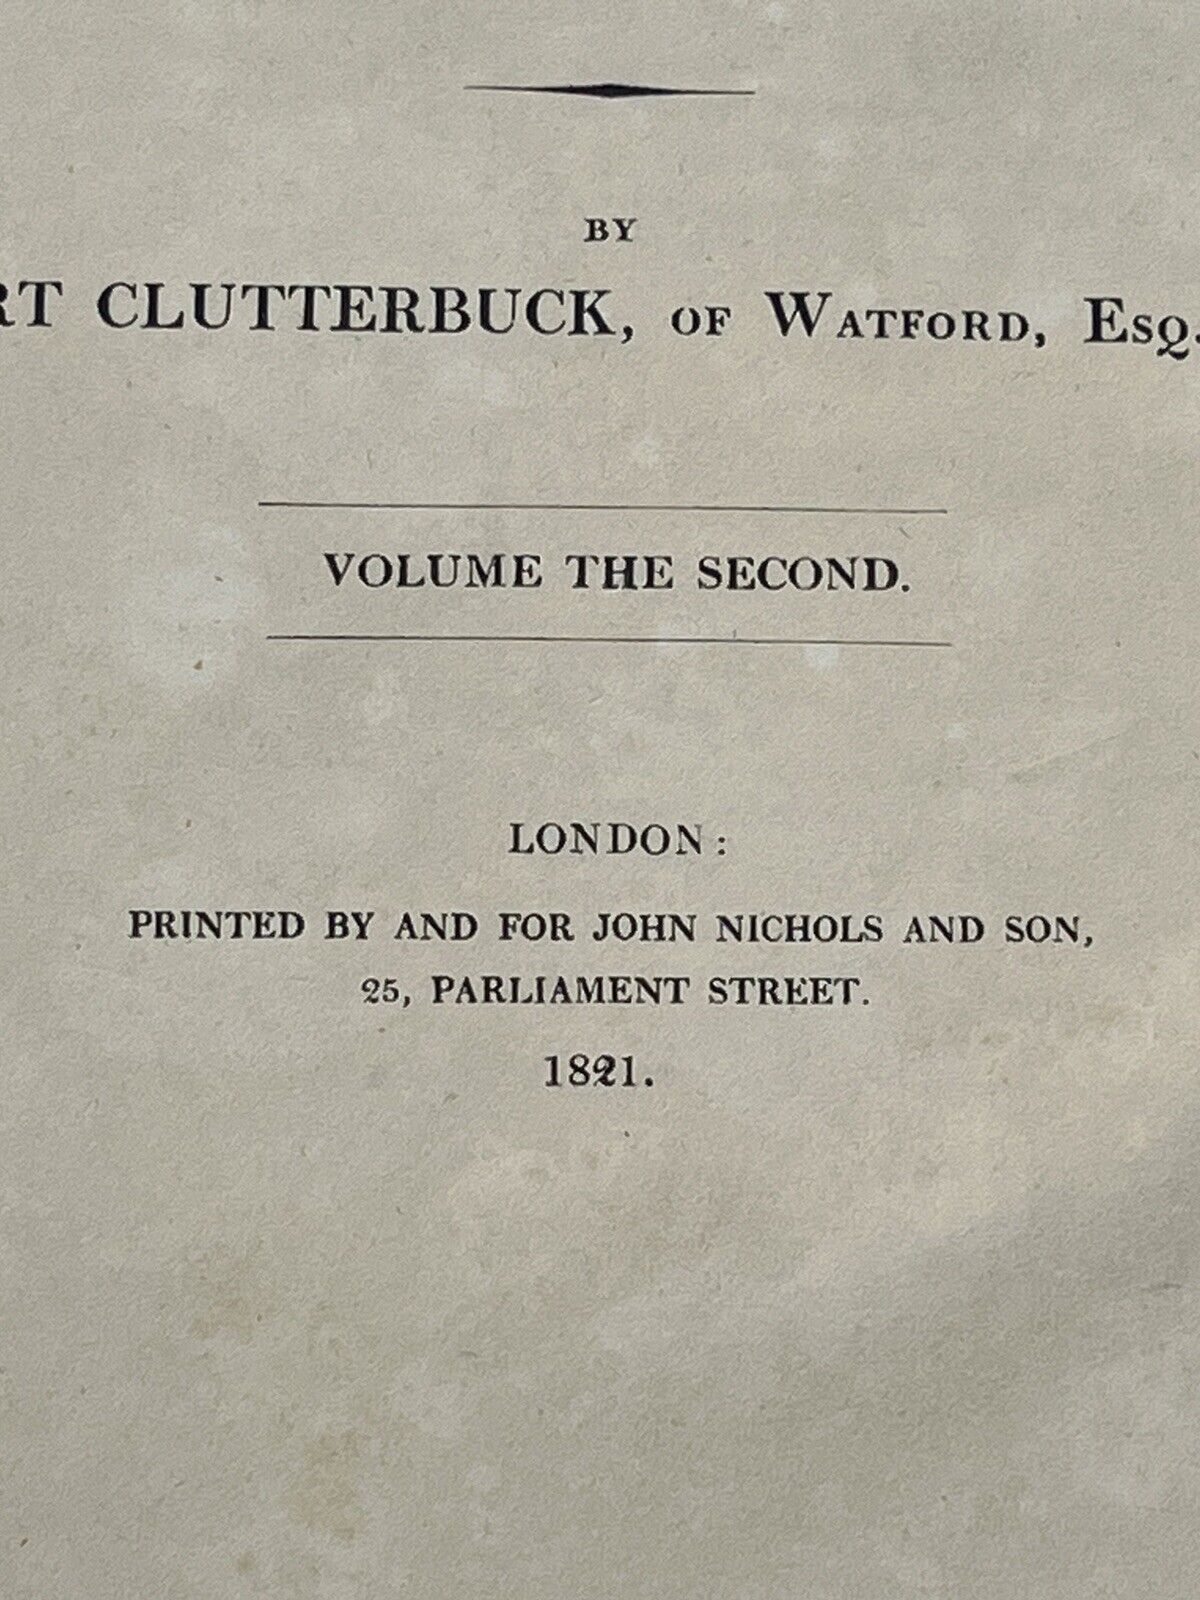 BY
RT CLUTTERBUCK, OF WATFORD, ESQ.
VOLUME THE SECOND.
LONDON:
PRINTED BY AND FOR JOHN NICHOLS AND SON,
25, PARLIAMENT STREET.
1821.